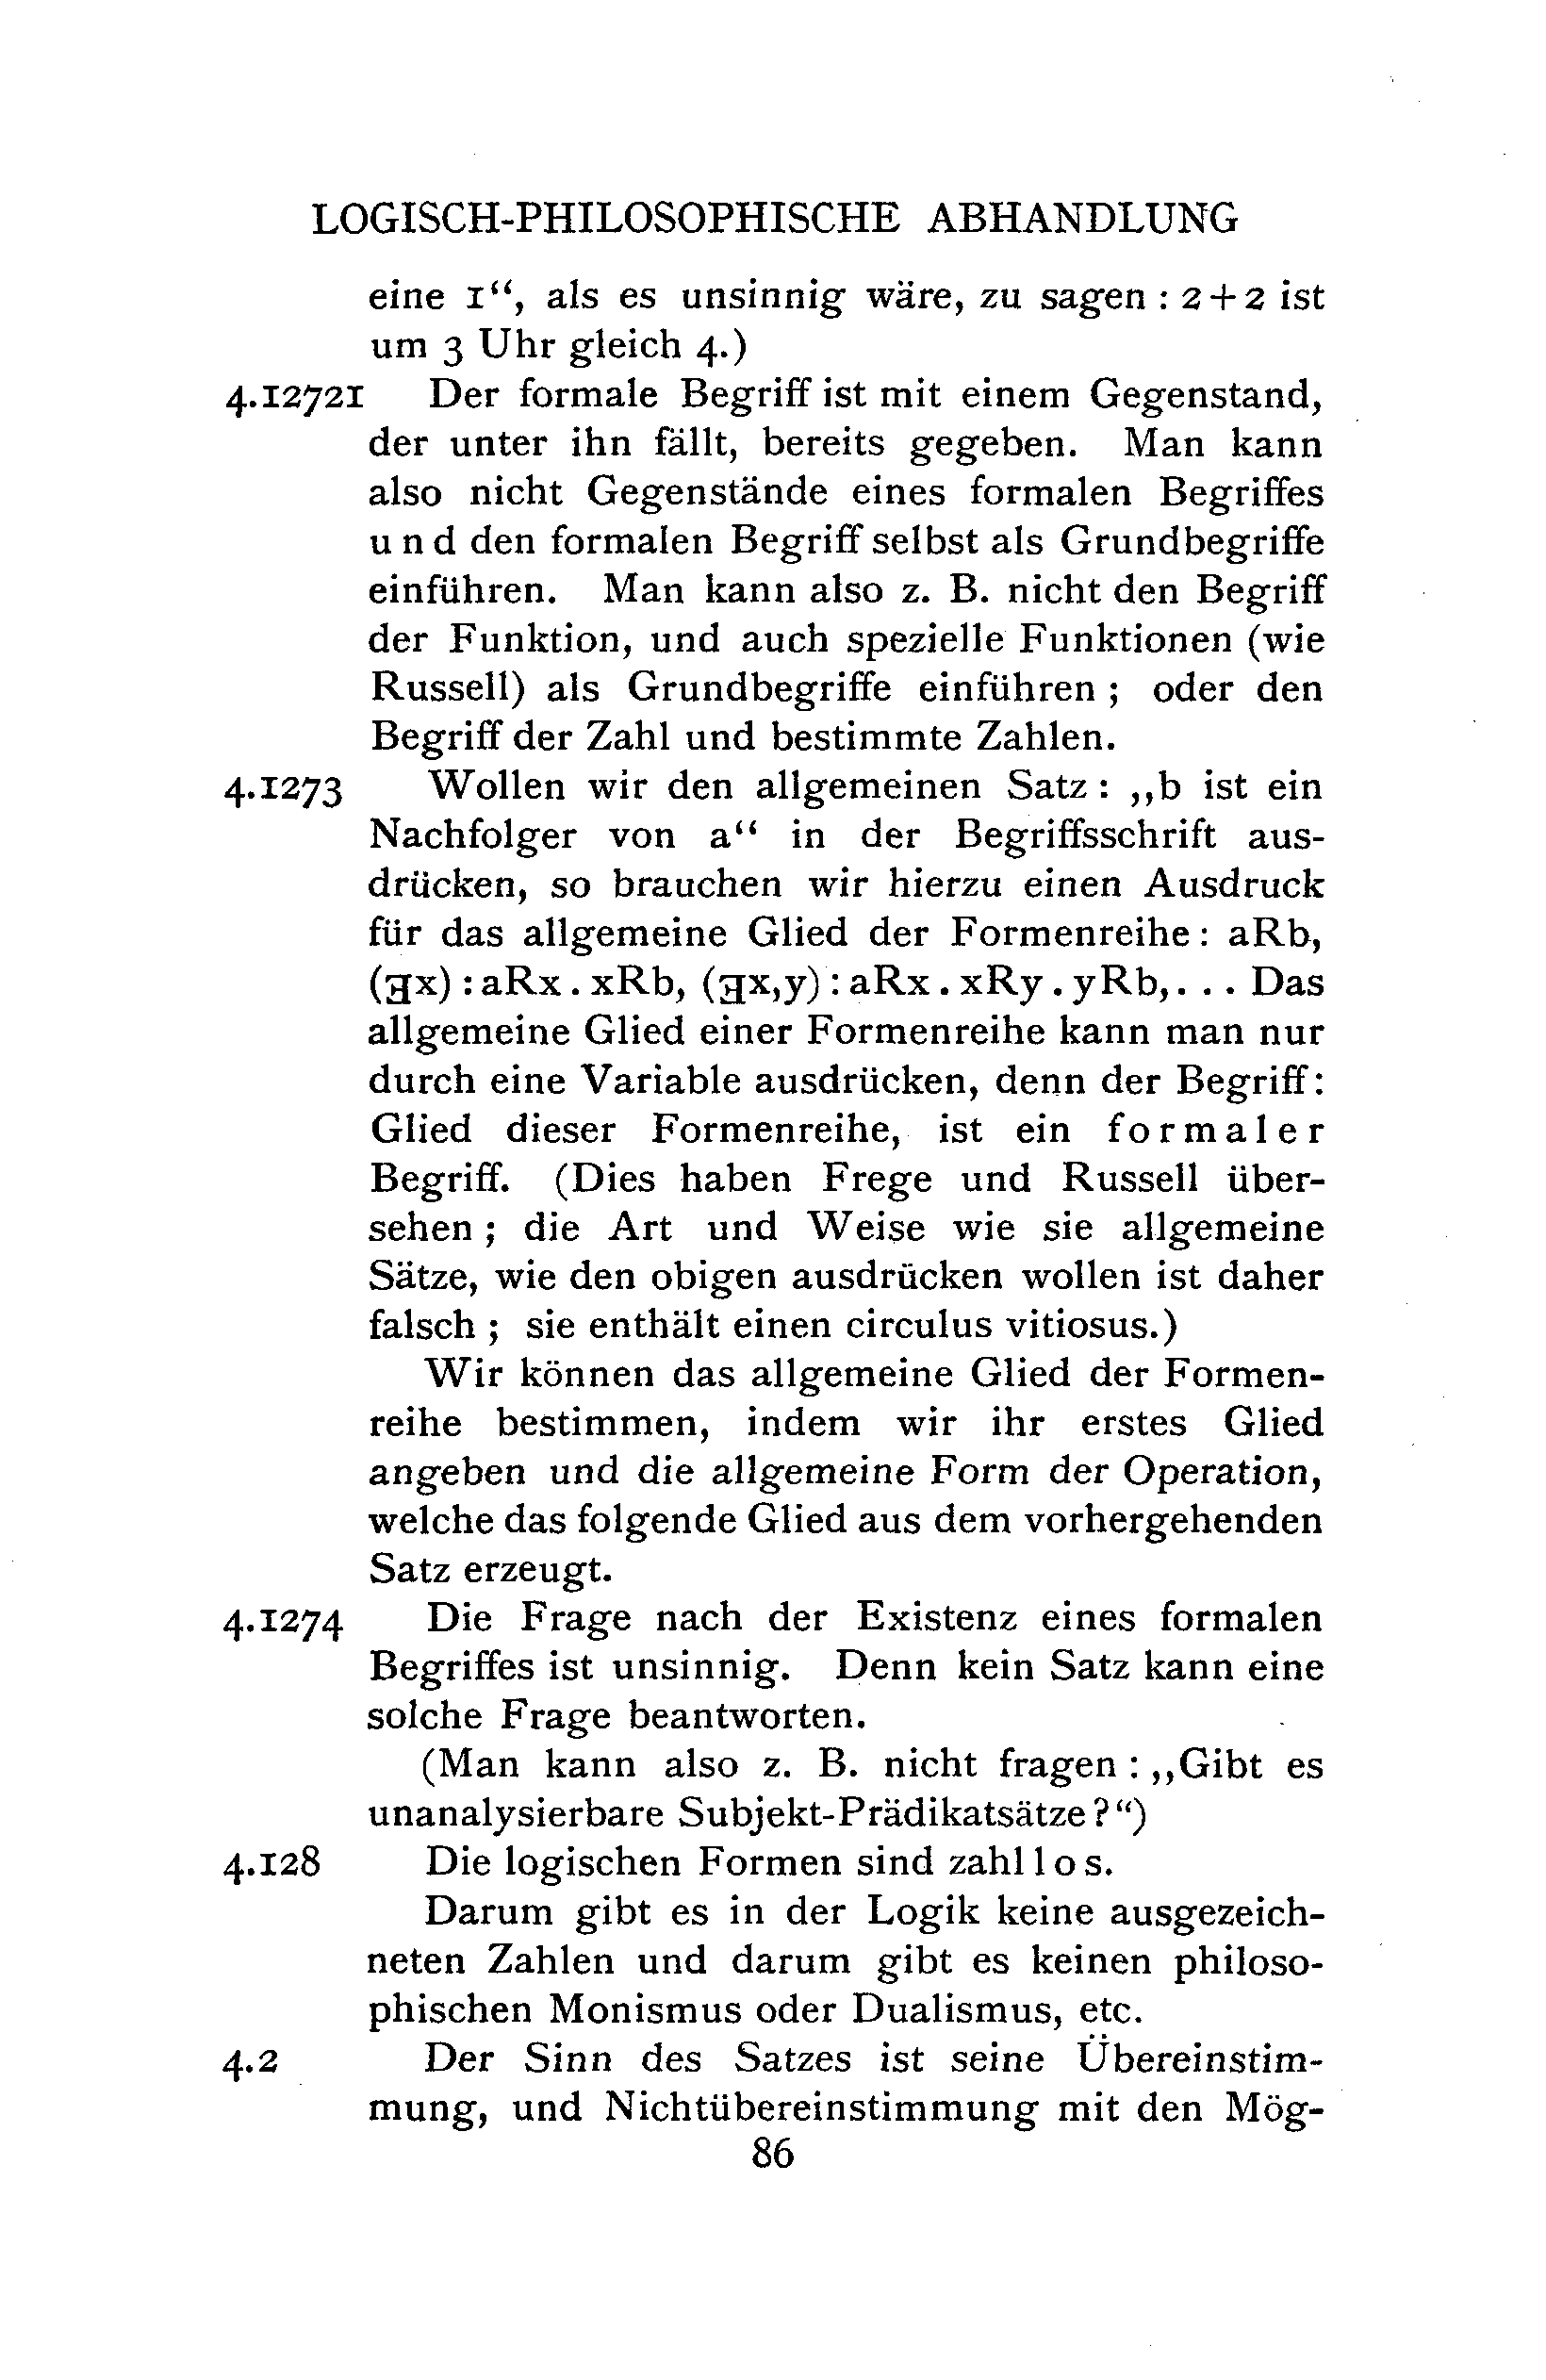 LOGISCH-PHILOSOPHISCHE ABHANDLUNG
eine 1“, als es unsinnig wäre, zu sagen : 2+2 ist
um 3 Uhr gleich 4.)
4.12721 Der formale Begriff ist mit einem Gegenstand,
der unter ihn fällt, bereits gegeben. Man kann
also nicht Gegenstände eines formalen Begriffes
u n d den formalen Begriff selbst als Grundbegriffe
einführen. Man kann also z. B. nicht den Begriff
der Funktion, und auch spezielle Funktionen (wie
Russell) als Grundbegriffe einführen ; oder den
Begriff der Zahl und bestimmte Zahlen.
4.1273 Wollen wir den allgemeinen Satz : „b ist ein
Nachfolger von a“ in der Begriffsschrift aus-
drücken, so brauchen wir hierzu einen Ausdruck
für das allgemeine Glied der Formenreihe : aRb,
(∃x) : aRx . xRb, (∃x,y) : aRx . xRy . yRb,. . . Das
allgemeine Glied einer Formenreihe kann man nur
durch eine Variable ausdrücken, denn der Begriff:
Glied dieser Formenreihe, ist ein f o r m a l e r
Begriff. (Dies haben Frege und Russell über-
sehen ; die Art und Weise wie sie allgemeine
Sätze, wie den obigen ausdrücken wollen ist daher
falsch ; sie enthält einen circulus vitiosus.)
Wir können das allgemeine Glied der Formen-
reihe bestimmen, indem wir ihr erstes Glied
angeben und die allgemeine Form der Operation,
welche das folgende Glied aus dem vorhergehenden
Satz erzeugt.
4.1274 Die Frage nach der Existenz eines formalen
Begriffes ist unsinnig. Denn kein Satz kann eine
solche Frage beantworten.
(Man kann also z. B. nicht fragen : „Gibt es
unanalysierbare Subjekt-Prädikatsätze ?“)
4.128 Die logischen Formen sind zahl l o s.
Darum gibt es in der Logik keine ausgezeich-
neten Zahlen und darum gibt es keinen philoso-
phischen Monismus oder Dualismus, etc.
4.2 Der Sinn des Satzes ist seine Übereinstim-
mung, und Nichtübereinstimmung mit den Mög-
86